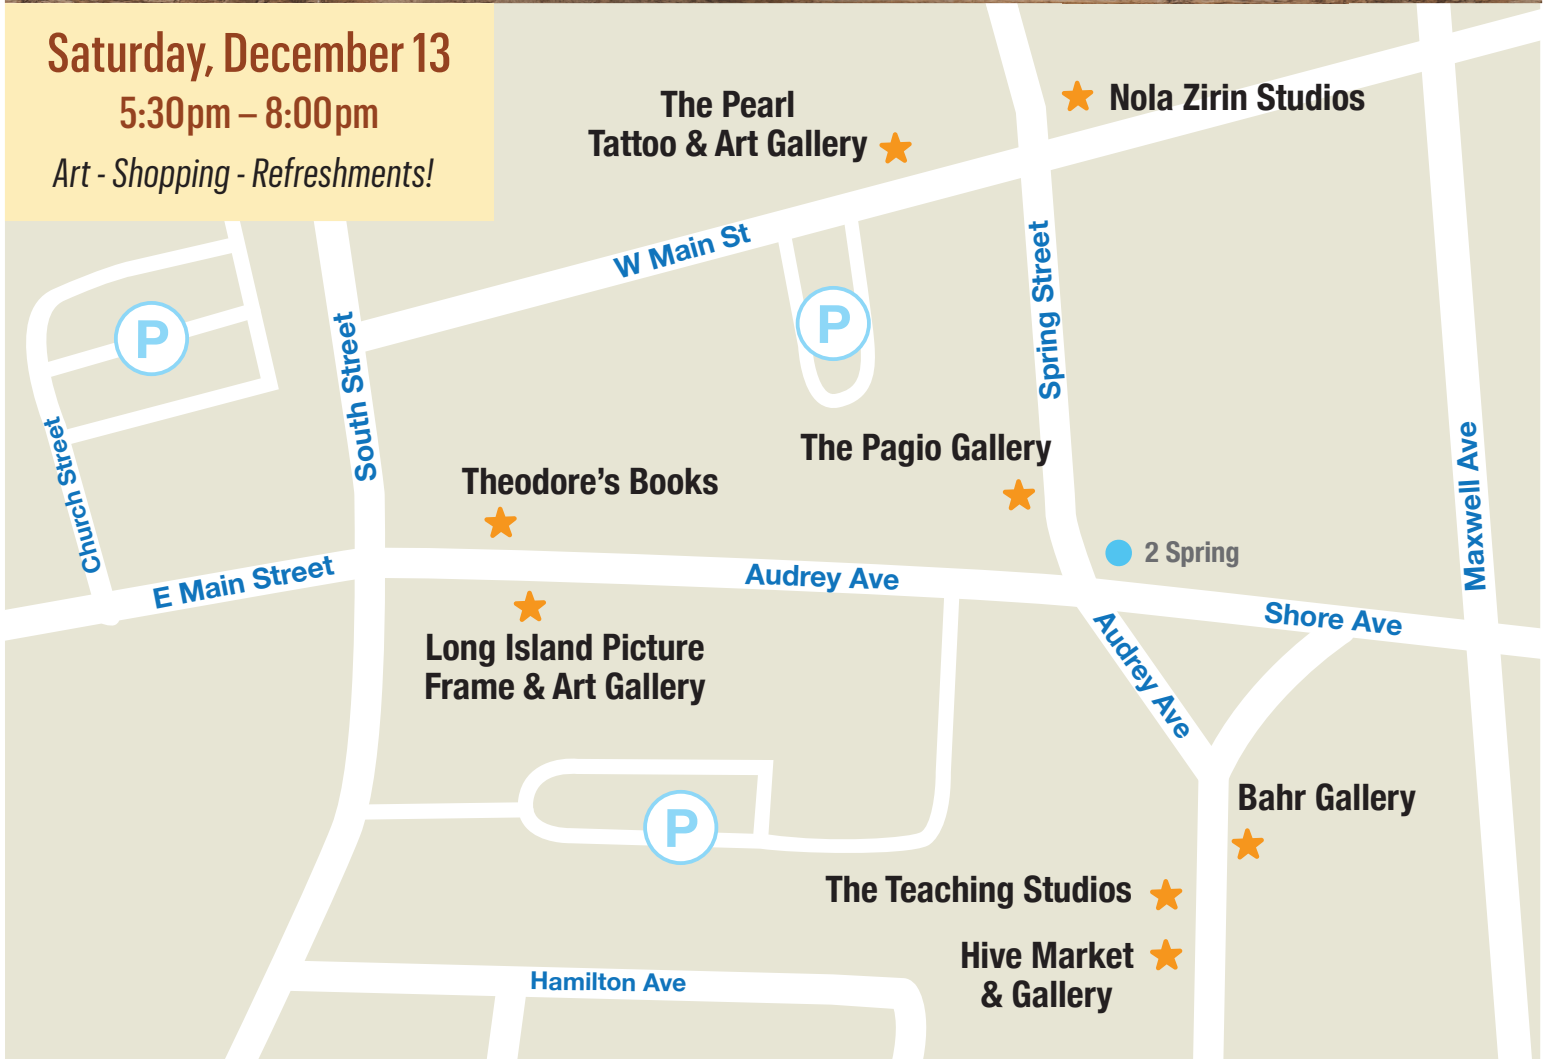 Saturday, December 13
5:30pm – 8:00pm
Art - Shopping - Refreshments!
The Pearl
Tattoo & Art Gallery
Nola Zirin Studios
W Main St
Spring Street
P
P
South Street
Church Street
The Pagio Gallery
Theodore's Books
Maxwell Ave
2 Spring
E Main Street
Audrey Ave
Shore Ave
Long Island Picture
Frame & Art Gallery
Audrey Ave
Bahr Gallery
P
The Teaching Studios
Hive Market
& Gallery
Hamilton Ave